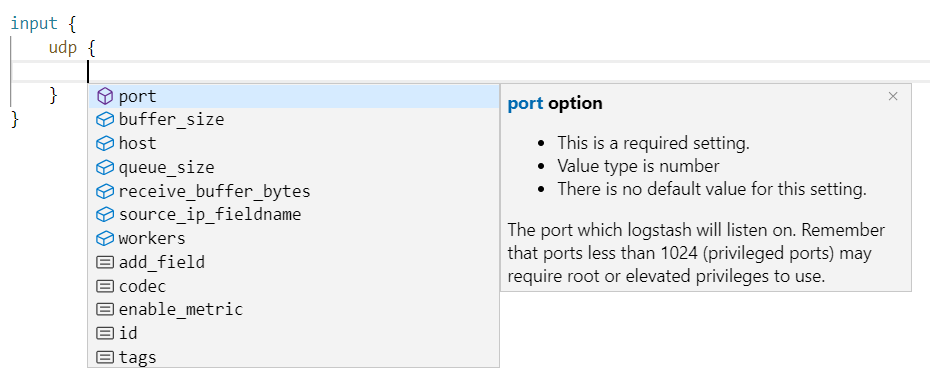 input {
udp {
}
}
port
buffer_size
host
queue_size
receive_buffer_bytes
source_ip_fieldname
workers
add_field
codec
enable_metric
id
tags
port option
• This is a required setting.
• Value type is number
• There is no default value for this setting.
The port which logstash will listen on. Remember
that ports less than 1024 (privileged ports) may
require root or elevated privileges to use.